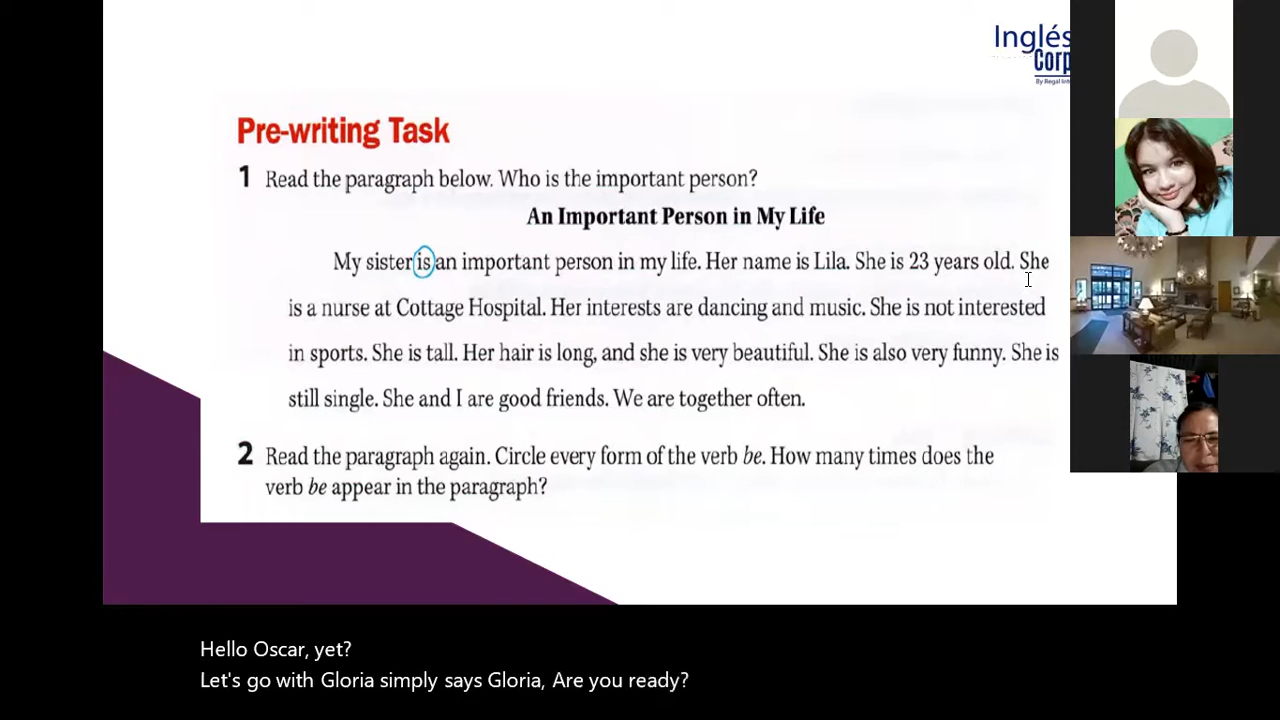 Inglés
Corp
Pre-writing Task
1 Read the paragraph below. Who is the important person?
An Important Person in My Life
My sister is an important person in my life. Her name is Lila. She is 23 years old. She
is a nurse at Cottage Hospital. Her interests are dancing and music. She is not interested
in sports. She is tall. Her hair is long, and she is very beautiful. She is also very funny. She is
still single. She and I are good friends. We are together often.
2 Read the paragraph again. Circle every form of the verb be. How many times does the
verb be appear in the paragraph?
Hello Oscar, yet?
Let's go with Gloria simply says Gloria, Are you ready?